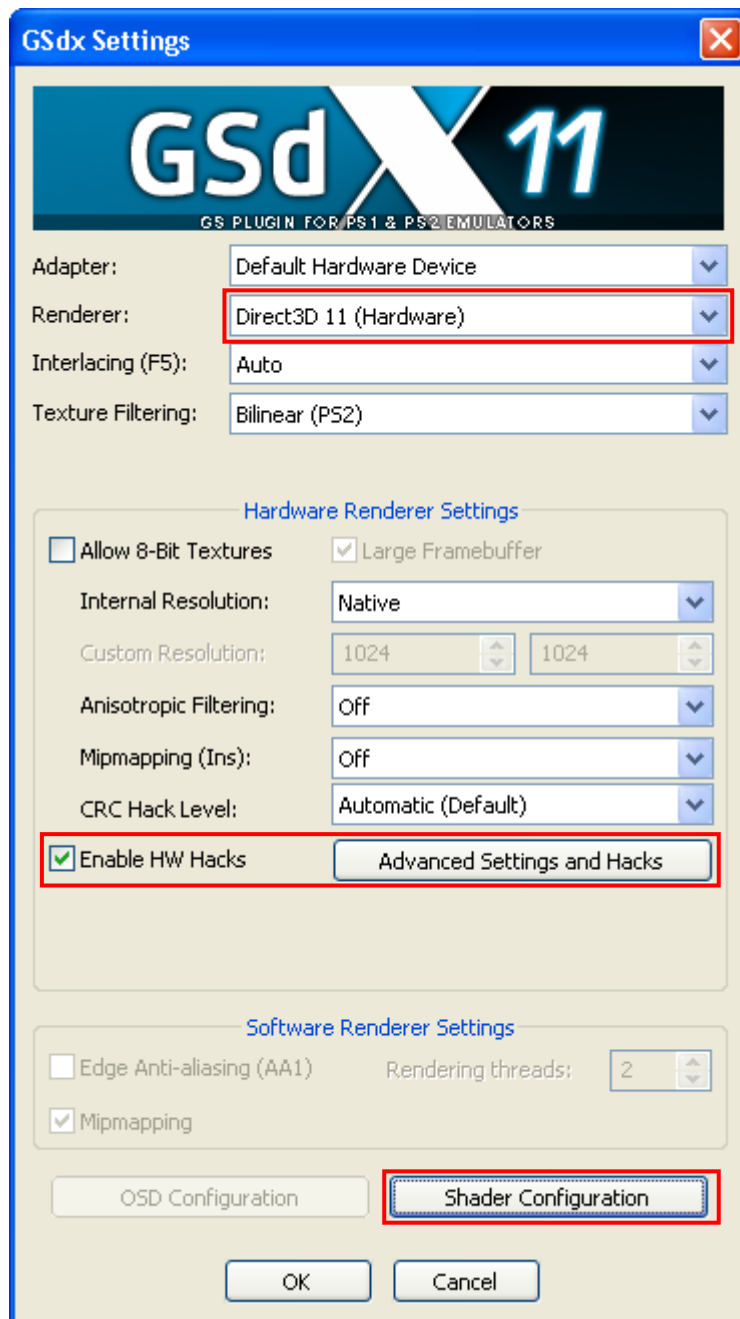 GSdx Settings
GSdX 11
GS PLUGIN FOR PS1 & PS2 EMULATORS
Adapter: Default Hardware Device
Renderer: Direct3D 11 (Hardware)
Interlacing (F5): Auto
Texture Filtering: Bilinear (PS2)
Hardware Renderer Settings
Allow 8-Bit Textures Large Framebuffer
Internal Resolution: Native
Custom Resolution: 1024 1024
Anisotropic Filtering: Off
Mipmapping (Ins): Off
CRC Hack Level: Automatic (Default)
Enable HW Hacks Advanced Settings and Hacks
Software Renderer Settings
Edge Anti-aliasing (AA1) Rendering threads: 2
Mipmapping
OSD Configuration Shader Configuration
OK Cancel